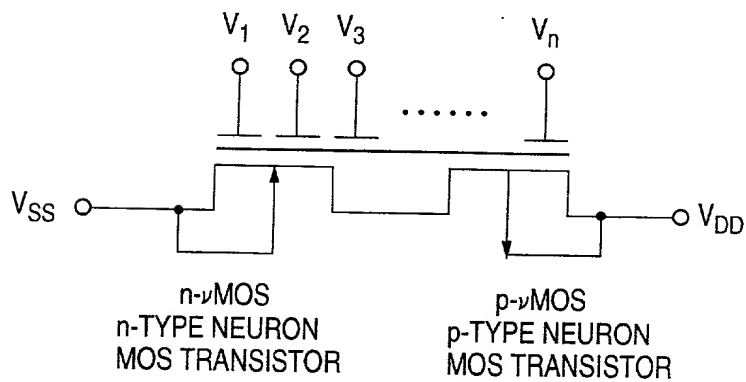 V1 V2 V3 ...... Vn
VSS VDD
n-νMOS
n-TYPE NEURON
MOS TRANSISTOR
p-νMOS
p-TYPE NEURON
MOS TRANSISTOR